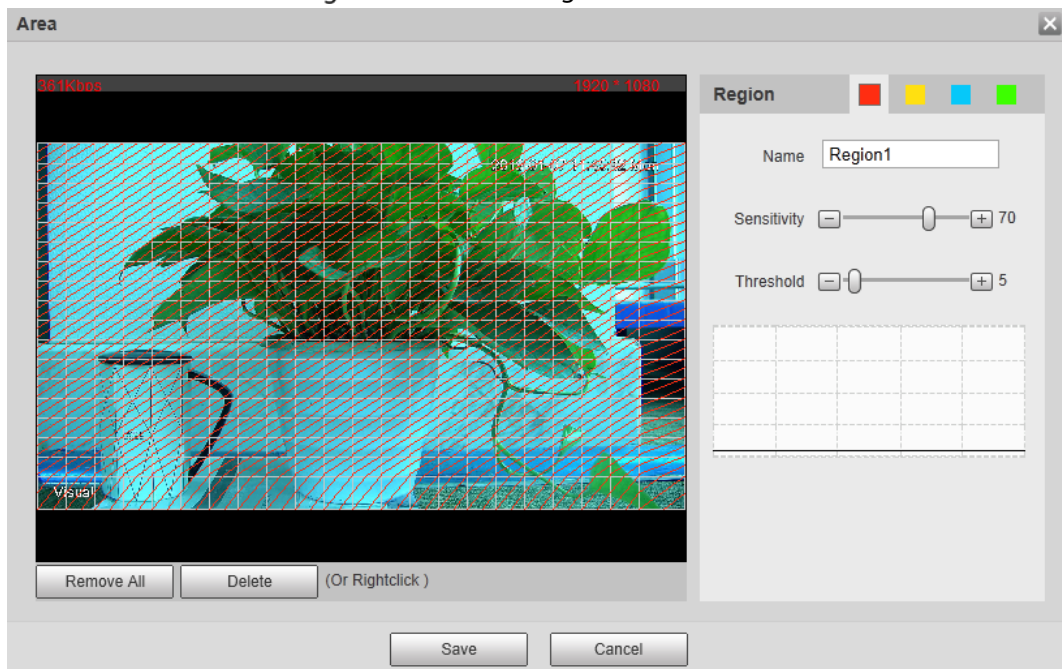 Area
361Kbps 1920 * 1080
Region
Name Region1
Sensitivity 70
Threshold 5
Visual
Remove All Delete (Or Rightclick )
Save Cancel